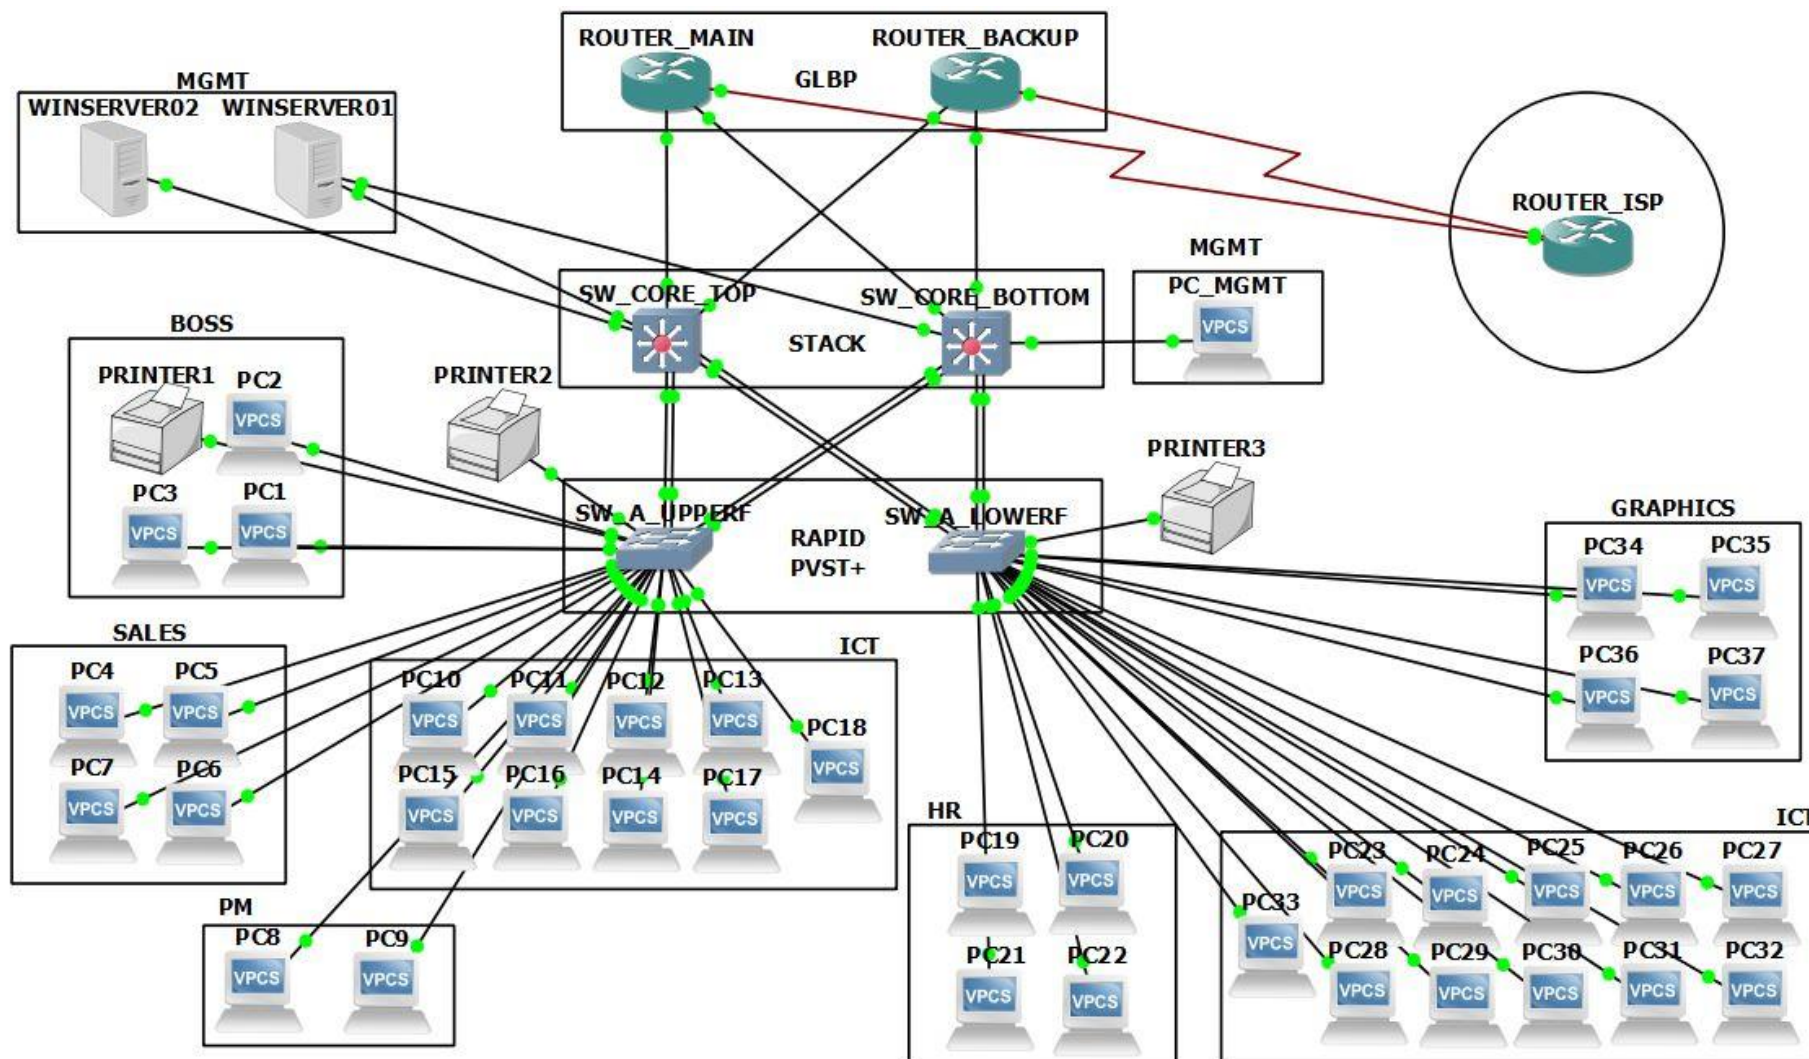 ROUTER_MAIN
ROUTER_BACKUP
GLBP
MGMT
WINSERVER02
WINSERVER01
ROUTER_ISP
MGMT
PC_MGMT
VPCS
SW_CORE_TOP
SW_CORE_BOTTOM
STACK
BOSS
PRINTER1
PC2
VPCS
PC3
VPCS
PC1
VPCS
PRINTER2
PRINTER3
SW_A_UPPERF
SW_A_LOWERF
RAPID
PVST+
GRAPHICS
PC34
VPCS
PC35
VPCS
PC36
VPCS
PC37
VPCS
SALES
PC4
VPCS
PC5
VPCS
PC7
VPCS
PC6
VPCS
ICT
PC10
VPCS
PC11
VPCS
PC12
VPCS
PC13
VPCS
PC18
VPCS
PC15
VPCS
PC16
VPCS
PC14
VPCS
PC17
VPCS
PM
PC8
VPCS
PC9
VPCS
HR
PC19
VPCS
PC20
VPCS
PC21
VPCS
PC22
VPCS
ICT
PC23
VPCS
PC24
VPCS
PC25
VPCS
PC26
VPCS
PC27
VPCS
PC33
VPCS
PC28
VPCS
PC29
VPCS
PC30
VPCS
PC31
VPCS
PC32
VPCS